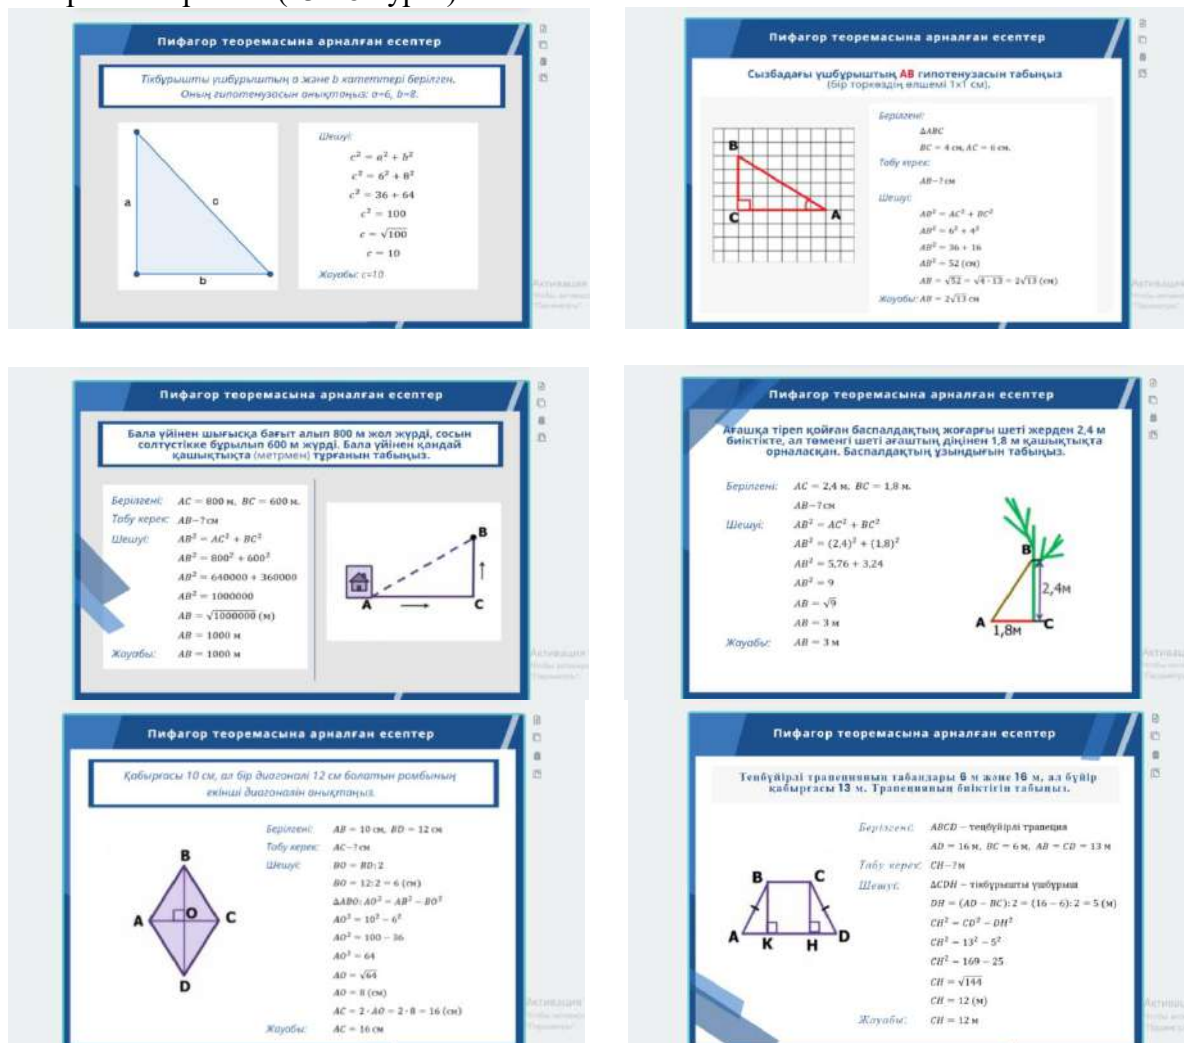 Пифагор теоремасына арналған есептер
Тікбұрышты үшбұрыштың a және b катеттері берілген.
Оның гипотенузасын анықтаңыз: a=6, b=8.
a
c
b
Шешуі:
c² = a² + b²
c² = 6² + 8²
c² = 36 + 64
c² = 100
c = √100
c = 10
Жауабы: c=10
Пифагор теоремасына арналған есептер
Сызбадағы үшбұрыштың AB гипотенузасын табыңыз
(бір торкөздің өлшемі 1x1 см).
B
C
A
Берілгені:
ΔABC
BC = 4 см, AC = 6 см.
Табу керек:
AB−? см
Шешуі:
AB² = AC² + BC²
AB² = 6² + 4²
AB² = 36 + 16
AB² = 52 (см)
AB = √52 = √4 · 13 = 2√13 (см)
Жауабы: AB = 2√13 см
Пифагор теоремасына арналған есептер
Бала үйінен шығысқа бағыт алып 800 м жол жүрді, сосын
солтүстікке бұрылып 600 м жүрді. Бала үйінен қандай
қашықтықта (метрмен) тұрғанын табыңыз.
Берілгені: AC = 800 м, BC = 600 м.
Табу керек: AB−? см
Шешуі: AB² = AC² + BC²
AB² = 800² + 600²
AB² = 640000 + 360000
AB² = 1000000
AB = √1000000 (м)
AB = 1000 м
Жауабы: AB = 1000 м
B
A
C
Пифагор теоремасына арналған есептер
Ағашқа тіреп қойған баспалдақтың жоғарғы шеті жерден 2,4 м
биіктікте, ал төменгі шеті ағаштың діңінен 1,8 м қашықтықта
орналасқан. Баспалдақтың ұзындығын табыңыз.
Берілгені: AC = 2,4 м, BC = 1,8 м.
AB−? см
Шешуі: AB² = AC² + BC²
AB² = (2,4)² + (1,8)²
AB² = 5,76 + 3,24
AB² = 9
AB = √9
AB = 3 м
Жауабы: AB = 3 м
B
2,4м
A
C
1,8м
Пифагор теоремасына арналған есептер
Қабырғасы 10 см, ал бір диагоналі 12 см болатын ромбының
екінші диагоналін анықтаңыз.
Берілгені: AB = 10 см, BD = 12 см
Табу керек: AC−? см
Шешуі: BO = BD: 2
BO = 12: 2 = 6 (см)
ΔABO: AO² = AB² − BO²
AO² = 10² − 6²
AO² = 100 − 36
AO² = 64
AO = √64
AO = 8 (см)
AC = 2 · AO = 2 · 8 = 16 (см)
Жауабы: AC = 16 см
B
A
O
C
D
Пифагор теоремасына арналған есептер
Теңбүйірлі трапецияның табандары 6 м және 16 м, ал бүйір
қабырғасы 13 м. Трапецияның биіктігін табыңыз.
Берілгені: ABCD − теңбүйірлі трапеция
AD = 16 м, BC = 6 м, AB = CD = 13 м
Табу керек: CH−? м
Шешуі: ΔCDH − тікбұрышты үшбұрыш
DH = (AD − BC): 2 = (16 − 6): 2 = 5 (м)
CH² = CD² − DH²
CH² = 13² − 5²
CH² = 169 − 25
CH = √144
CH = 12 (м)
Жауабы: CH = 12 м
B
C
A
K
H
D